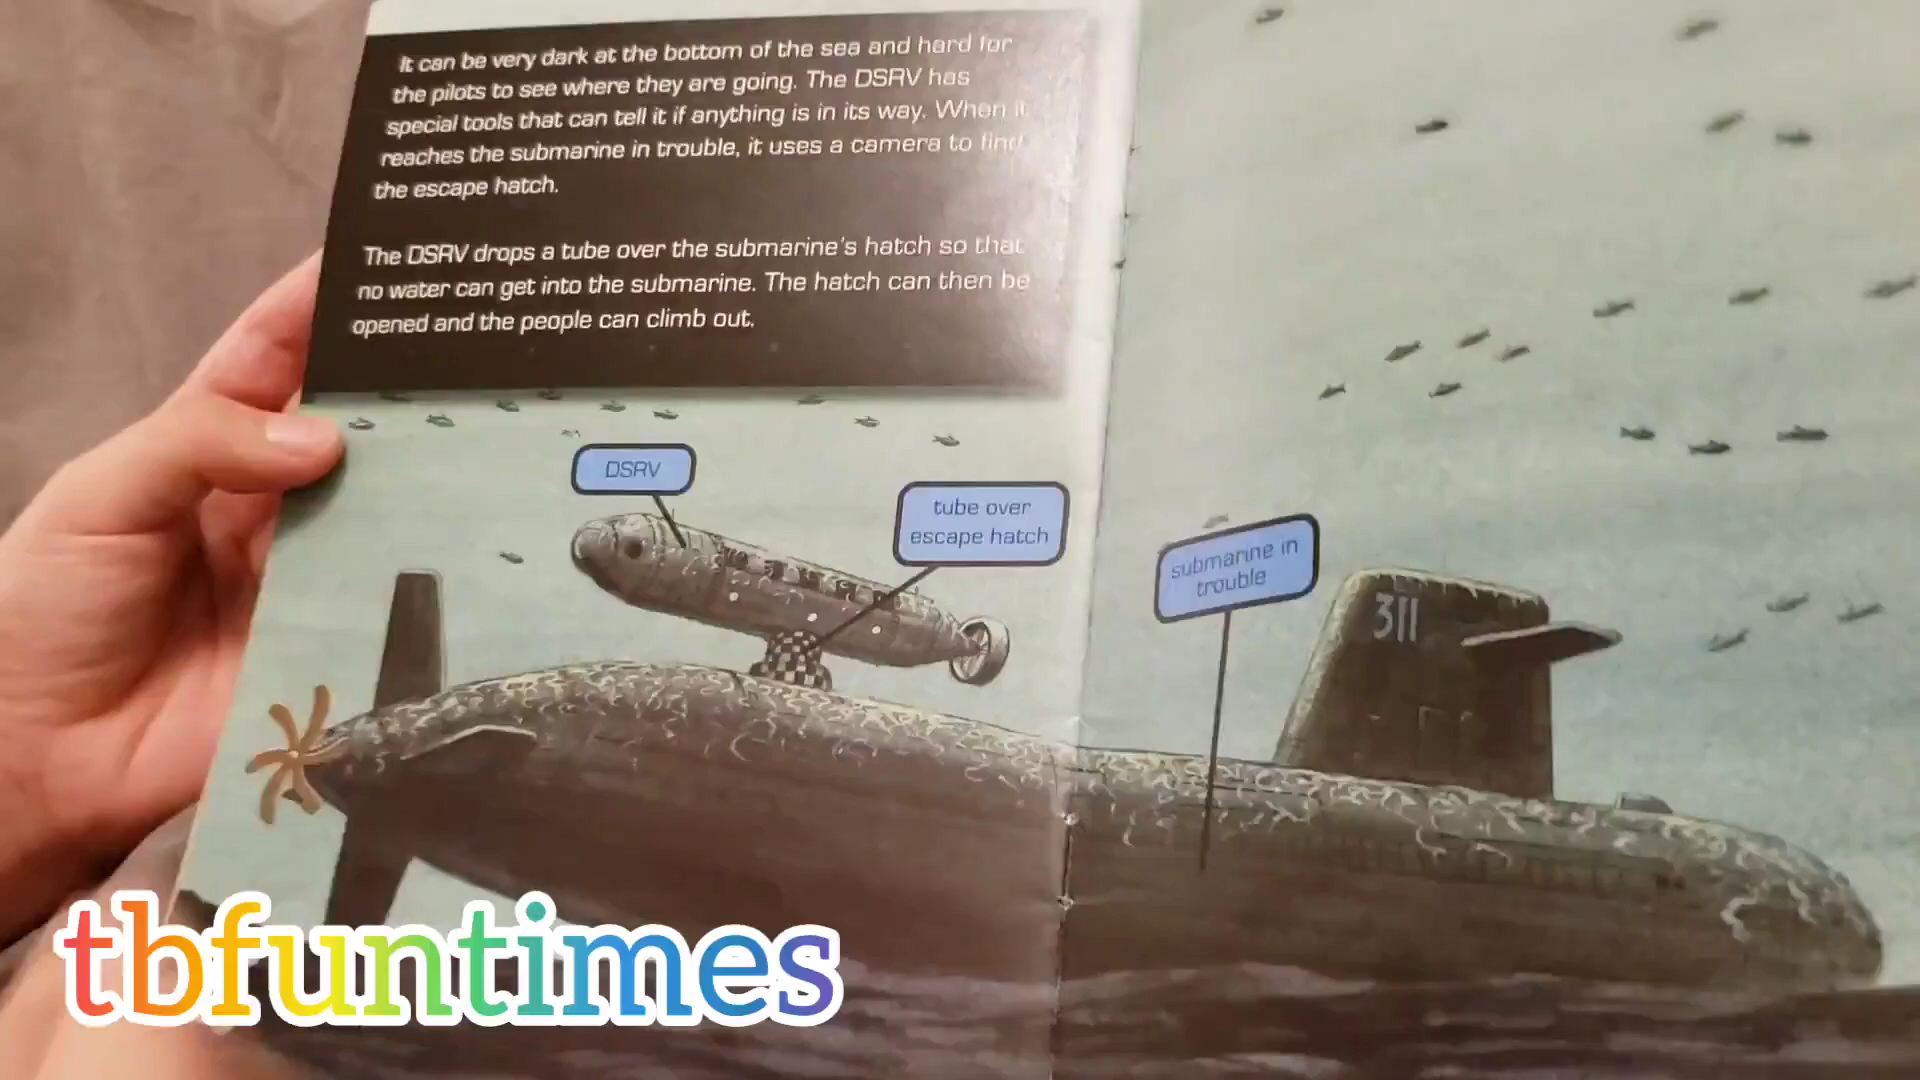 It can be very dark at the bottom of the sea and hard for
the pilots to see where they are going. The DSRV has
special tools that can tell it if anything is in its way. When it
reaches the submarine in trouble, it uses a camera to find
the escape hatch.
The DSRV drops a tube over the submarine's hatch so that
no water can get into the submarine. The hatch can then be
opened and the people can climb out.
DSRV
tube over
escape hatch
submarine in
trouble
311
tbfuntimes